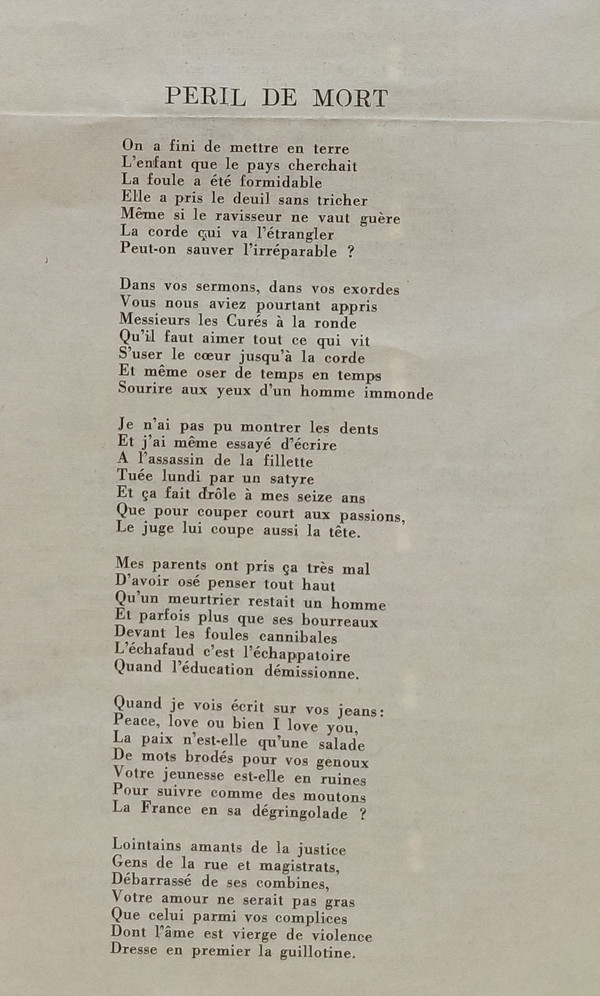 PERIL DE MORT
On a fini de mettre en terre
L'enfant que le pays cherchait
La foule a été formidable
Elle a pris le deuil sans tricher
Même si le ravisseur ne vaut guère
La corde qui va l'étrangler
Peut-on sauver l'irréparable ?
Dans vos sermons, dans vos exordes
Vous nous aviez pourtant appris
Messieurs les Curés à la ronde
Qu'il faut aimer tout ce qui vit
S'user le cœur jusqu'à la corde
Et même oser de temps en temps
Sourire aux yeux d'un homme immonde
Je n'ai pas pu montrer les dents
Et j'ai même essayé d'écrire
A l'assassin de la fillette
Tuée lundi par un satyre
Et ça fait drôle à mes seize ans
Que pour couper court aux passions,
Le juge lui coupe aussi la tête.
Mes parents ont pris ça très mal
D'avoir osé penser tout haut
Qu'un meurtrier restait un homme
Et parfois plus que ses bourreaux
Devant les foules cannibales
L'échafaud c'est l'échappatoire
Quand l'éducation démissionne.
Quand je vois écrit sur vos jeans:
Peace, love ou bien I love you,
La paix n'est-elle qu'une salade
De mots brodés pour vos genoux
Votre jeunesse est-elle en ruines
Pour suivre comme des moutons
La France en sa dégringolade ?
Lointains amants de la justice
Gens de la rue et magistrats,
Débarrassé de ses combines,
Votre amour ne serait pas gras
Que celui parmi vos complices
Dont l'âme est vierge de violence
Dresse en premier la guillotine.